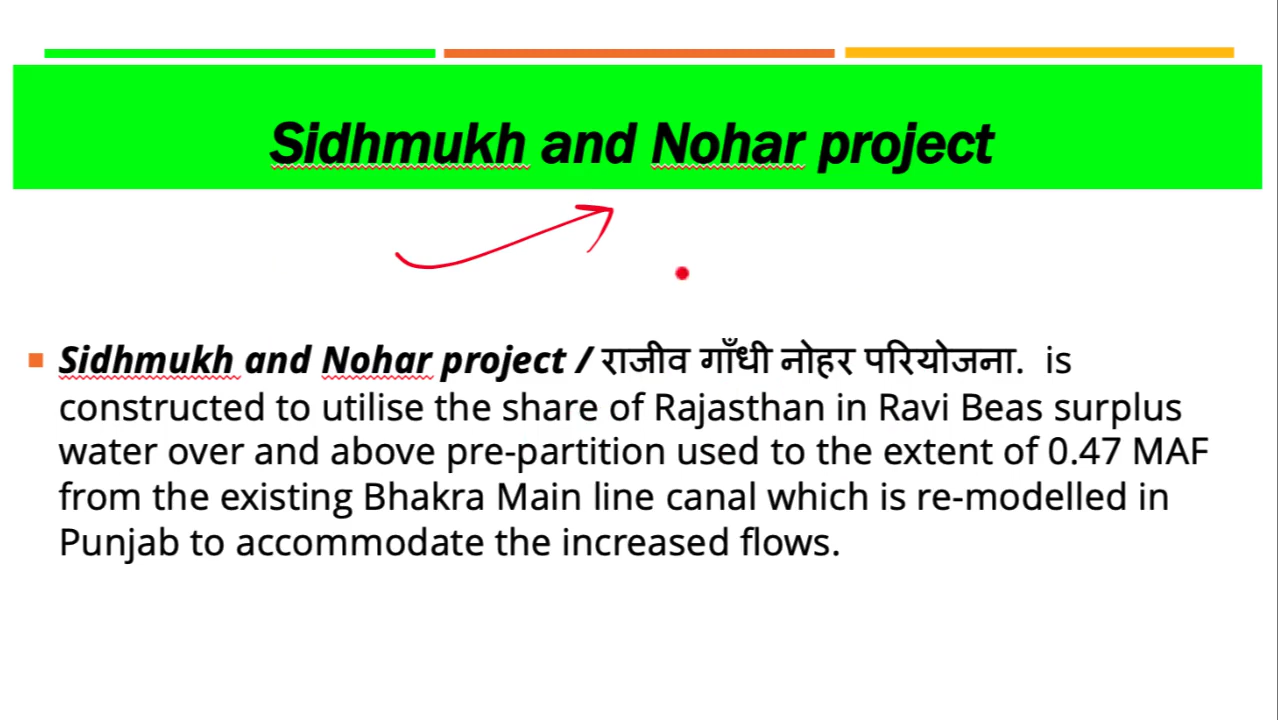 Sidhmukh and Nohar project
Sidhmukh and Nohar project / राजीव गाँधी नोहर परियोजना. is
constructed to utilise the share of Rajasthan in Ravi Beas surplus
water over and above pre-partition used to the extent of 0.47 MAF
from the existing Bhakra Main line canal which is re-modelled in
Punjab to accommodate the increased flows.